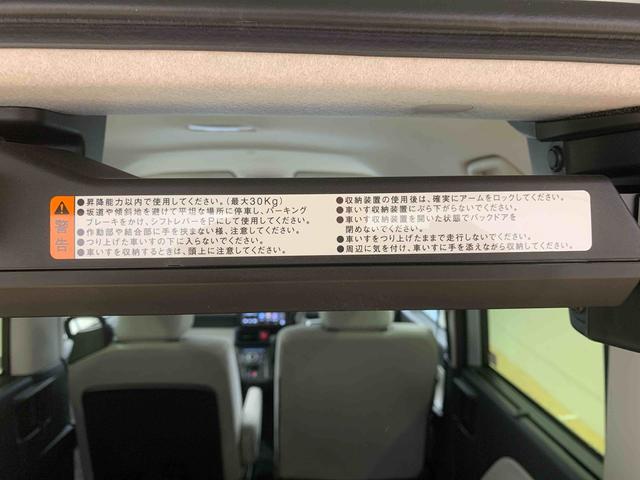 警告
●昇降能力以内で使用してください。(最大30Kg)
●坂道や傾斜地を避けて平坦な場所に停車し、パーキング
ブレーキをかけ、シフトレバーをPにして使用してください。
●作動部や結合部に手を挟まない様、注意してください。
●つり上げた車いすの下に入らないでください。
●車いすを収納するときは、頭上に注意してください。
●収納装置の使用後は、確実にアームをロックしてください。
●車いす収納装置にぶら下がらないでください。
●車いす収納装置を開いた状態でバックドアを
閉めないでください。
●車いすをつり上げたままで走行しないでください。
●周辺に気を付け、車いすに手を添えながら収納してください。